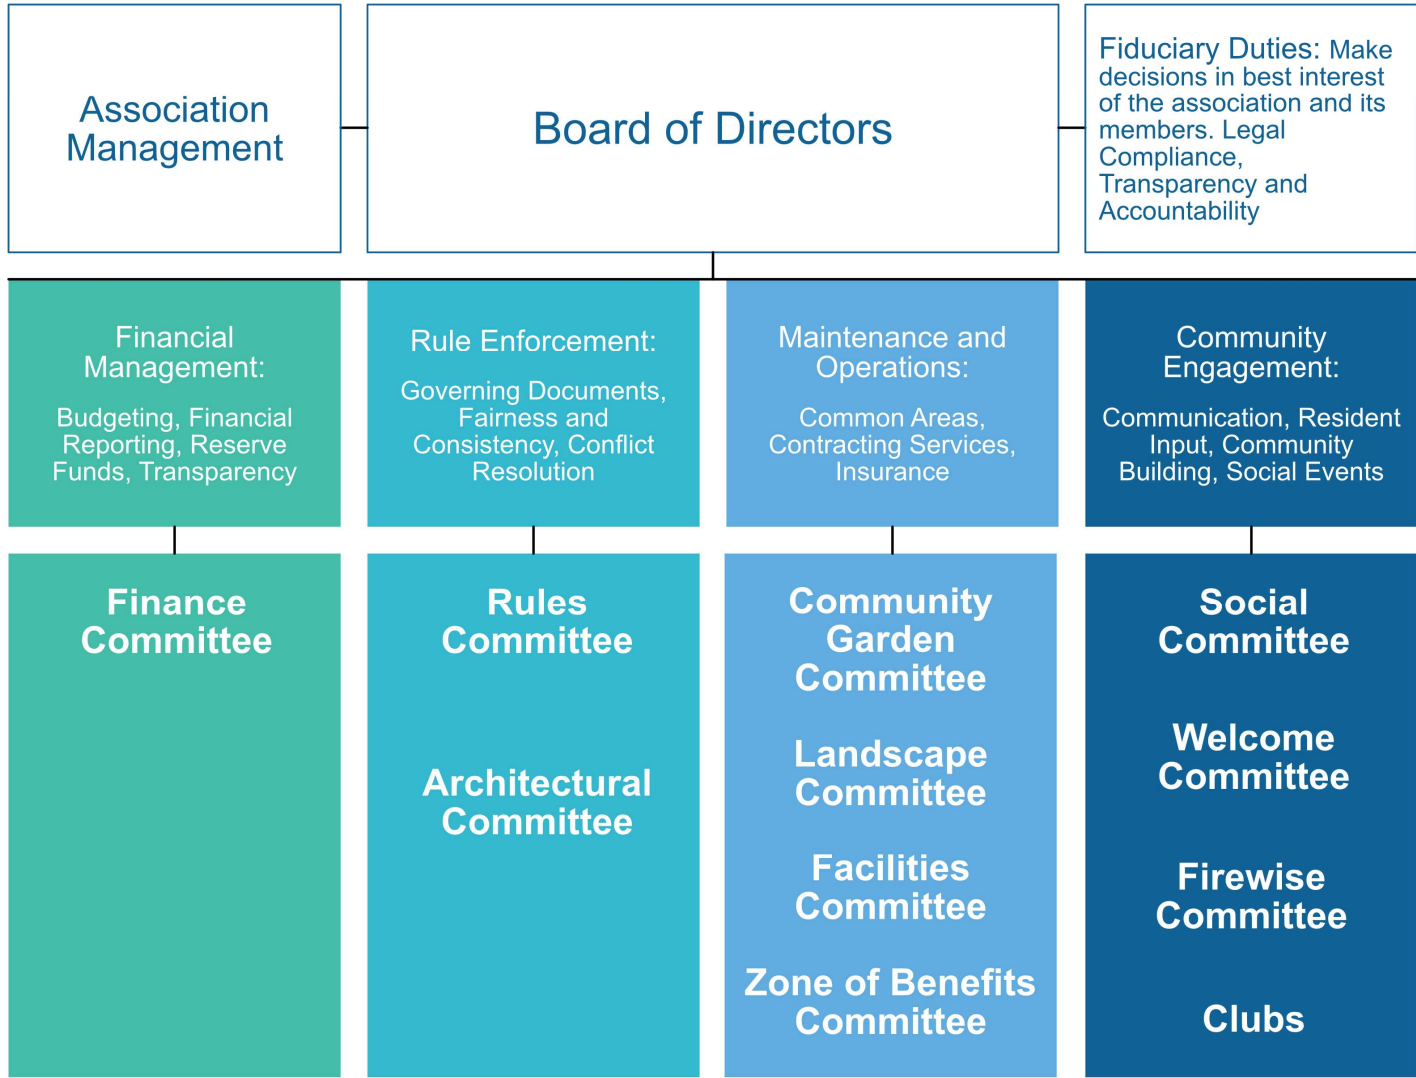 Association
Management
Board of Directors
Fiduciary Duties: Make
decisions in best interest
of the association and its
members. Legal
Compliance,
Transparency and
Accountability
Financial
Management:
Budgeting, Financial
Reporting, Reserve
Funds, Transparency
Rule Enforcement:
Governing Documents,
Fairness and
Consistency, Conflict
Resolution
Maintenance and
Operations:
Common Areas,
Contracting Services,
Insurance
Community
Engagement:
Communication, Resident
Input, Community
Building, Social Events
Finance
Committee
Rules
Committee
Architectural
Committee
Community
Garden
Committee
Landscape
Committee
Facilities
Committee
Zone of Benefits
Committee
Social
Committee
Welcome
Committee
Firewise
Committee
Clubs